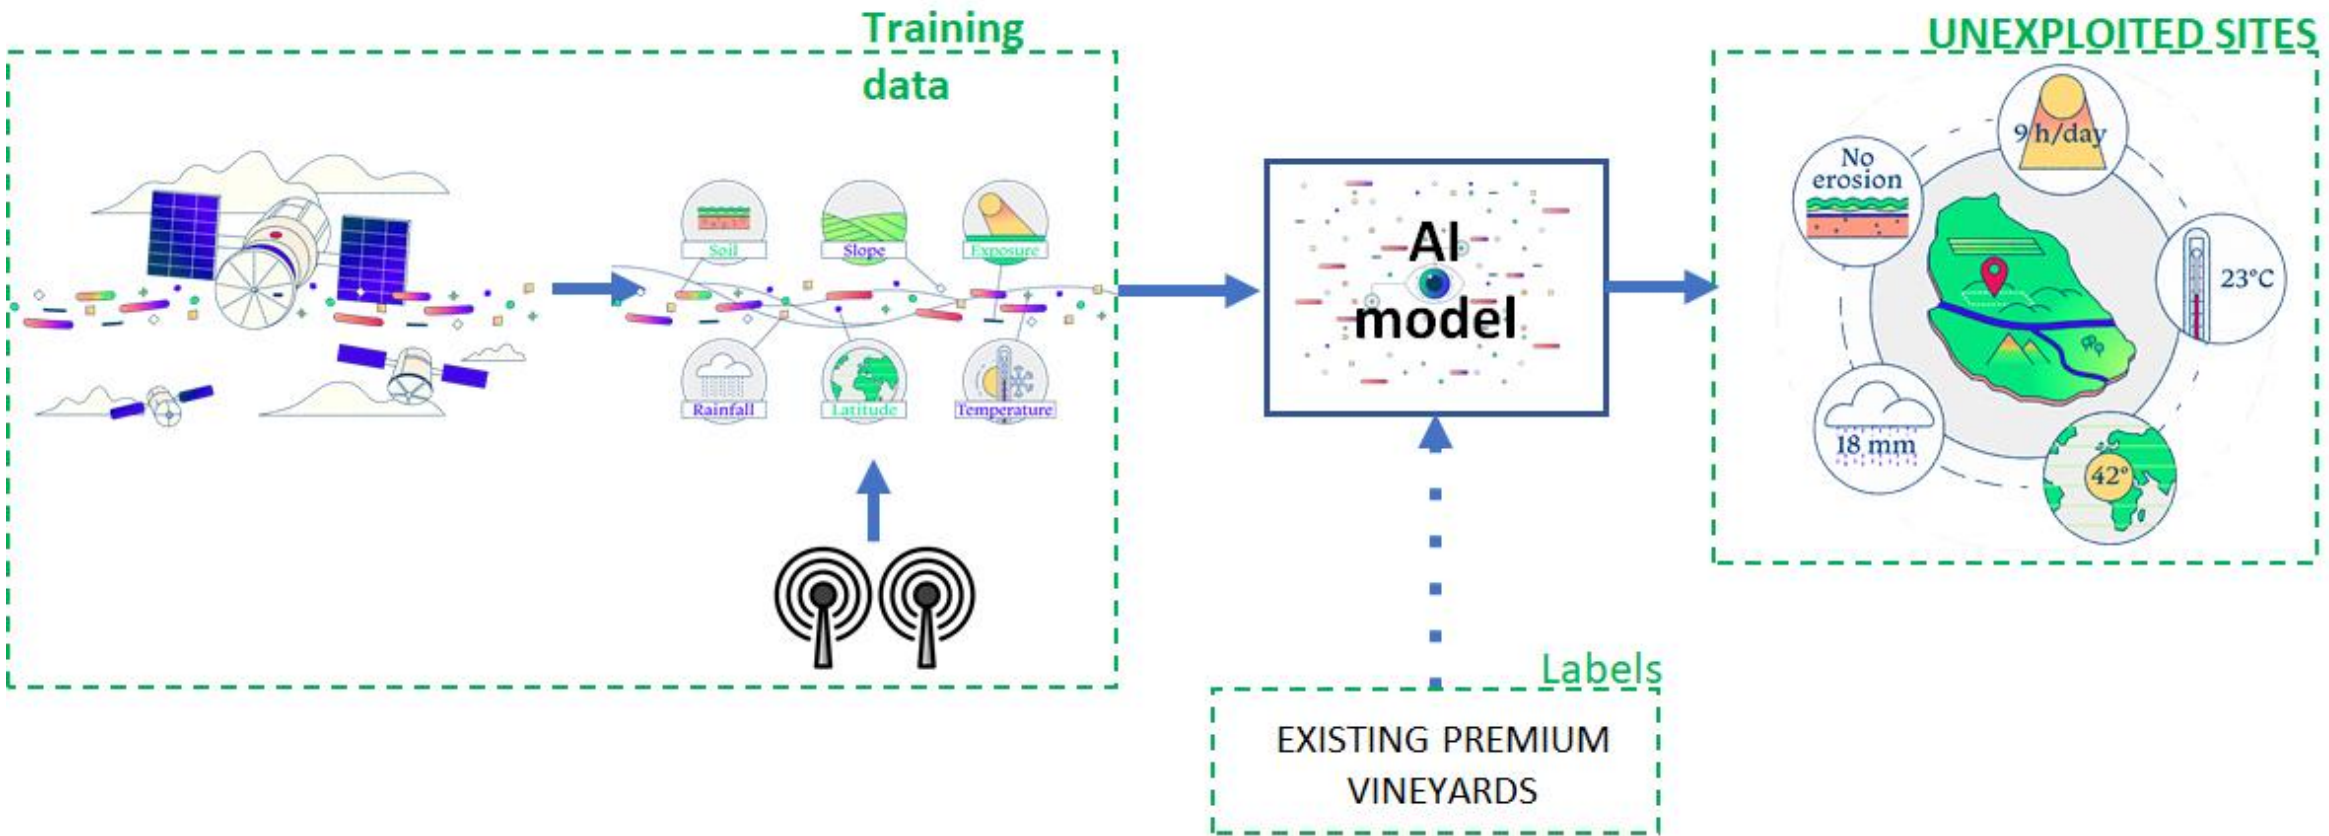 Training
data
Soil
Slope
Exposure
Rainfall
Latitude
Temperature
AI
model
Labels
EXISTING PREMIUM
VINEYARDS
UNEXPLOITED SITES
9 h/day
No
erosion
23°C
18 mm
42°